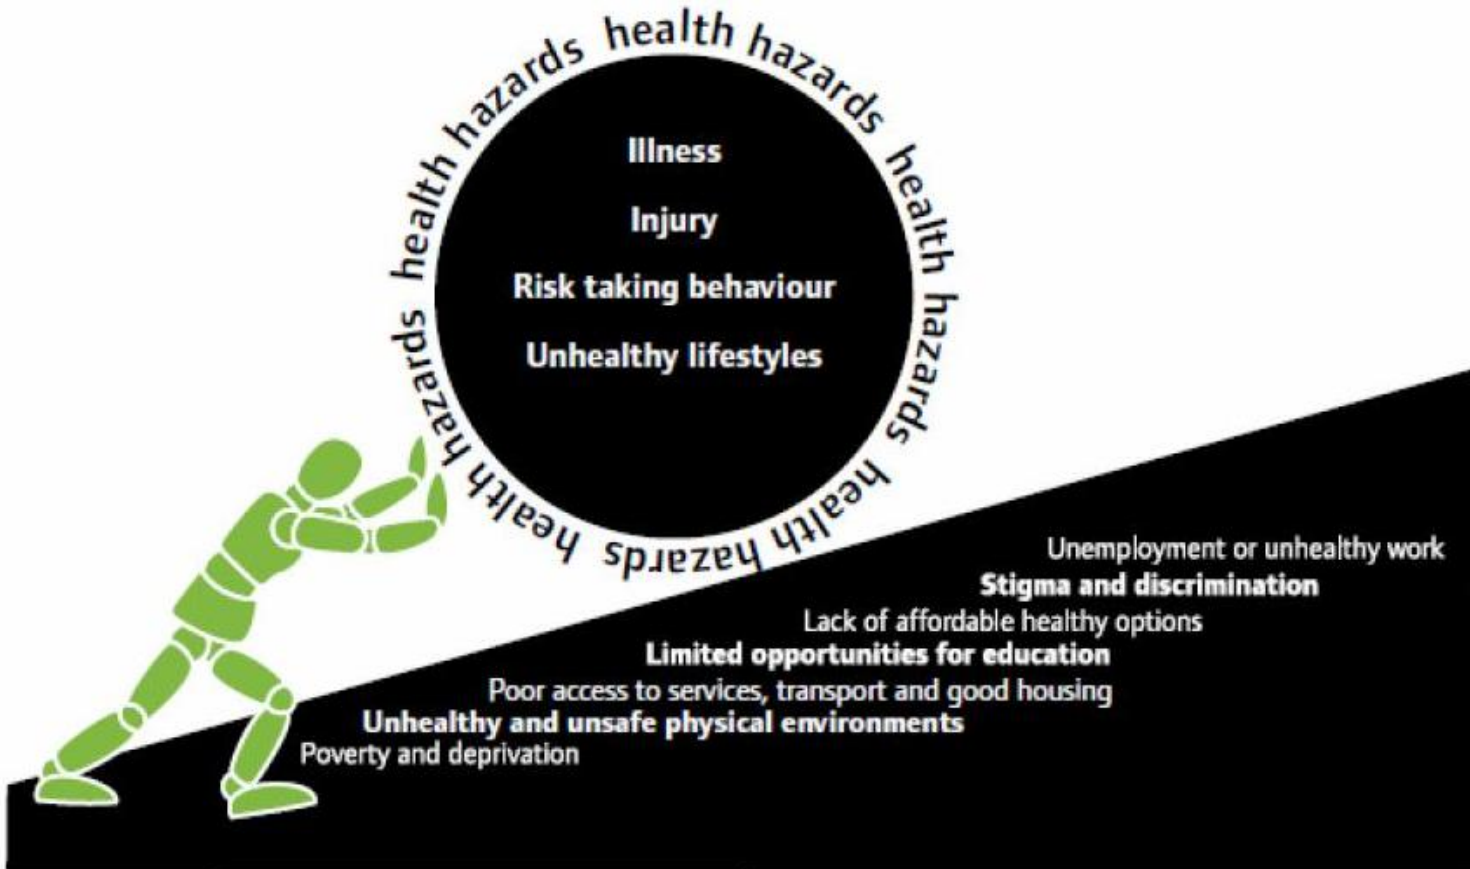 health hazards health hazards health hazards health hazards health hazards
Illness
Injury
Risk taking behaviour
Unhealthy lifestyles
Unemployment or unhealthy work
Stigma and discrimination
Lack of affordable healthy options
Limited opportunities for education
Poor access to services, transport and good housing
Unhealthy and unsafe physical environments
Poverty and deprivation